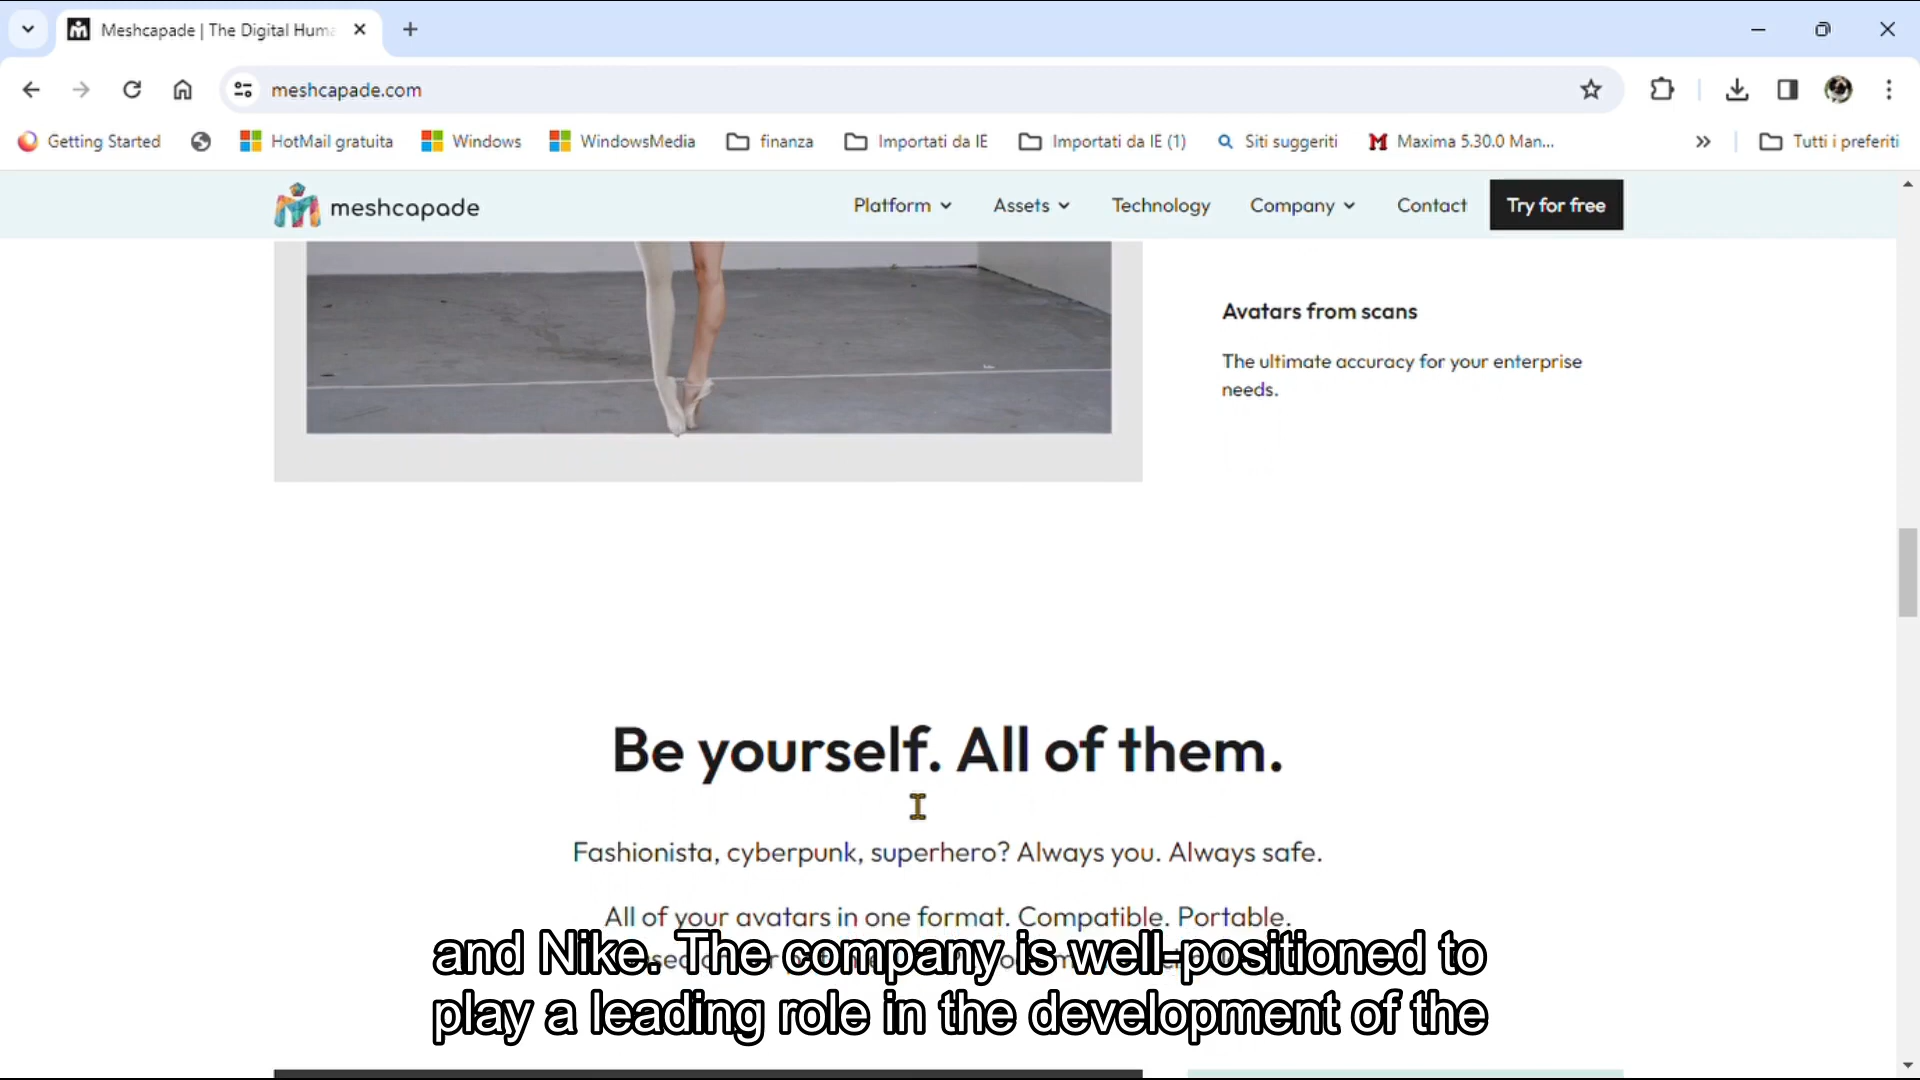 Meshcapade | The Digital Huma
meshcapade.com
Getting Started
HotMail gratuita
Windows
WindowsMedia
finanza
Importati da IE
Importati da IE (1)
Siti suggeriti
Maxima 5.30.0 Man...
Tutti i preferiti
meshcapade
Platform
Assets
Technology
Company
Contact
Try for free
Avatars from scans
The ultimate accuracy for your enterprise
needs.
Be yourself. All of them.
Fashionista, cyberpunk, superhero? Always you. Always safe.
All of your avatars in one format. Compatible. Portable.
and Nike. The company is well-positioned to
play a leading role in the development of the